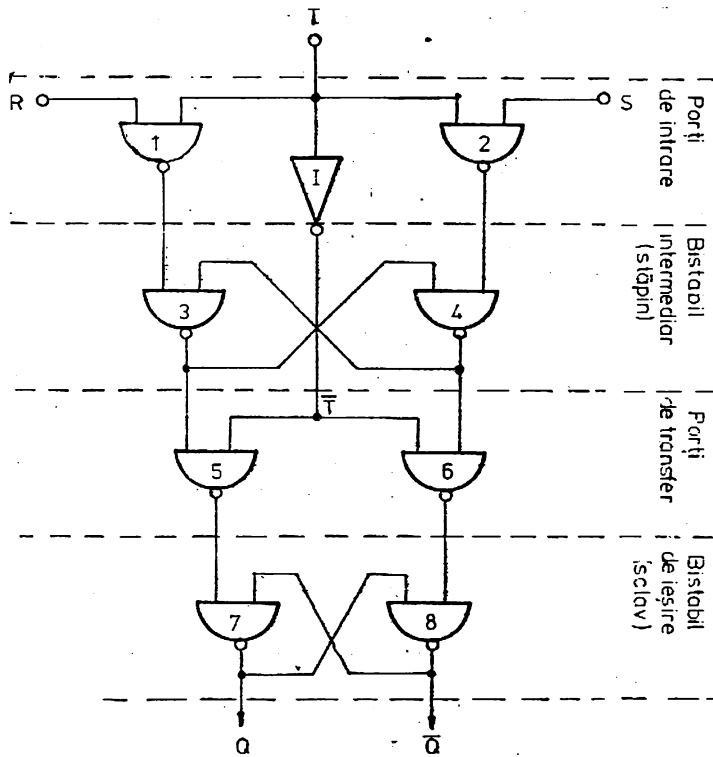 T
R
S
1
2
I
Porți
de intrare
3
4
Bistabil
intermediar
(stăpîn)
T̅
5
6
Porți
de transfer
7
8
Bistabil
de ieșire
(sclav)
Q
Q̅